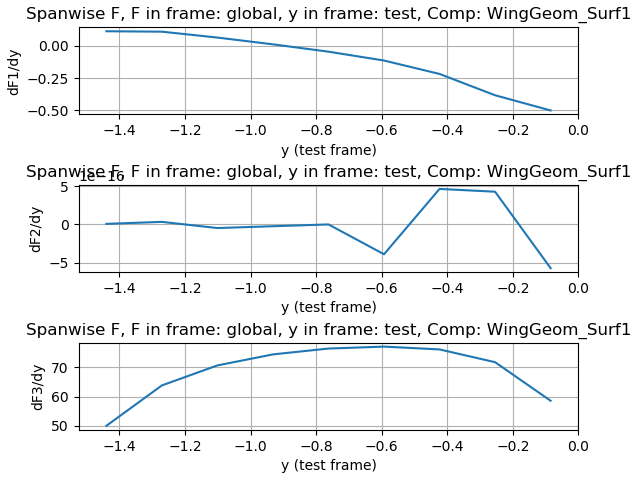 Spanwise F, F in frame: global, y in frame: test, Comp: WingGeom_Surf1
dF1/dy
0.00
−0.25
−0.50
−1.4 −1.2 −1.0 −0.8 −0.6 −0.4 −0.2 0.0
y (test frame)
Spanwise F, F in frame: global, y in frame: test, Comp: WingGeom_Surf1
1e−16
dF2/dy
5
0
−5
−1.4 −1.2 −1.0 −0.8 −0.6 −0.4 −0.2 0.0
y (test frame)
Spanwise F, F in frame: global, y in frame: test, Comp: WingGeom_Surf1
dF3/dy
70
60
50
−1.4 −1.2 −1.0 −0.8 −0.6 −0.4 −0.2 0.0
y (test frame)